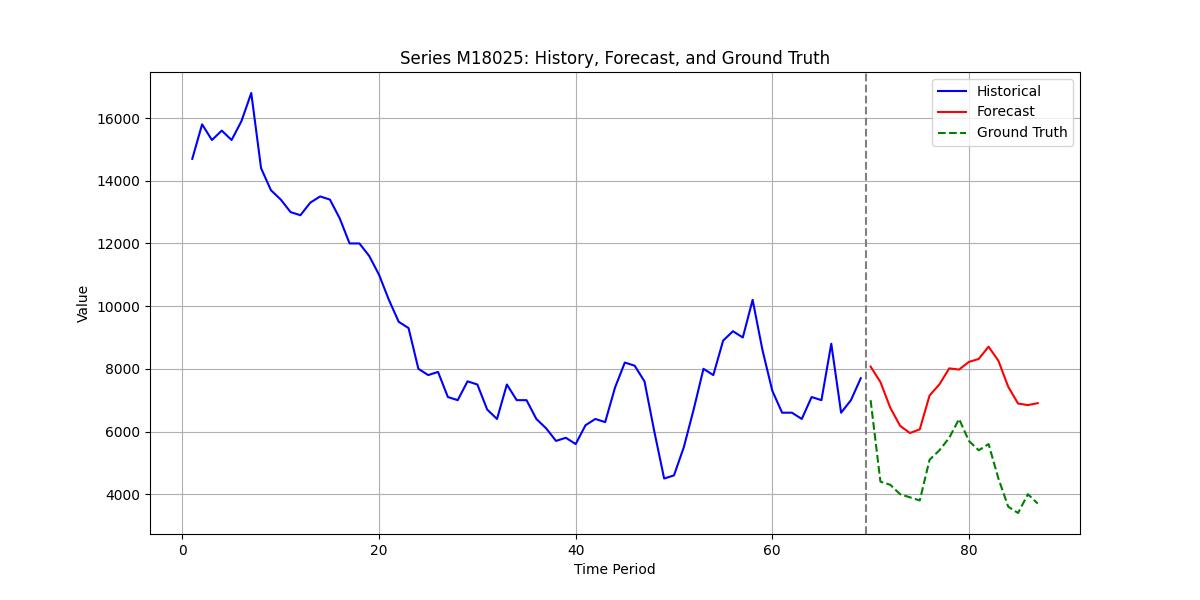 Series M18025: History, Forecast, and Ground Truth
Historical
Forecast
Ground Truth
16000
14000
12000
10000
8000
6000
4000
Value
0
20
40
60
80
Time Period